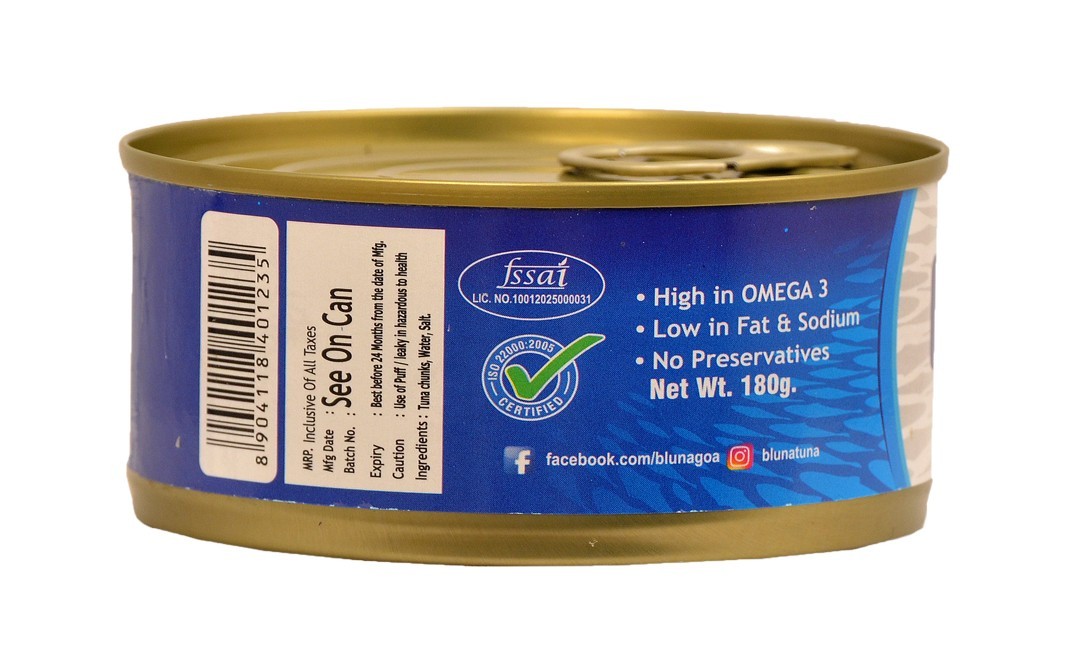 8 904118 401235
MRP. Inclusive Of All Taxes
Mfg Date : See On Can
Batch No. :
Expiry : Best before 24 Months from the date of Mfg.
Caution : Use of Puff / leaky in hazardous to health
Ingredients : Tuna chunks, Water, Salt.
fssai
LIC. NO.10012025000031
ISO 22000:2005
CERTIFIED
• High in OMEGA 3
• Low in Fat & Sodium
• No Preservatives
Net Wt. 180g.
f facebook.com/blunagoa blunatuna